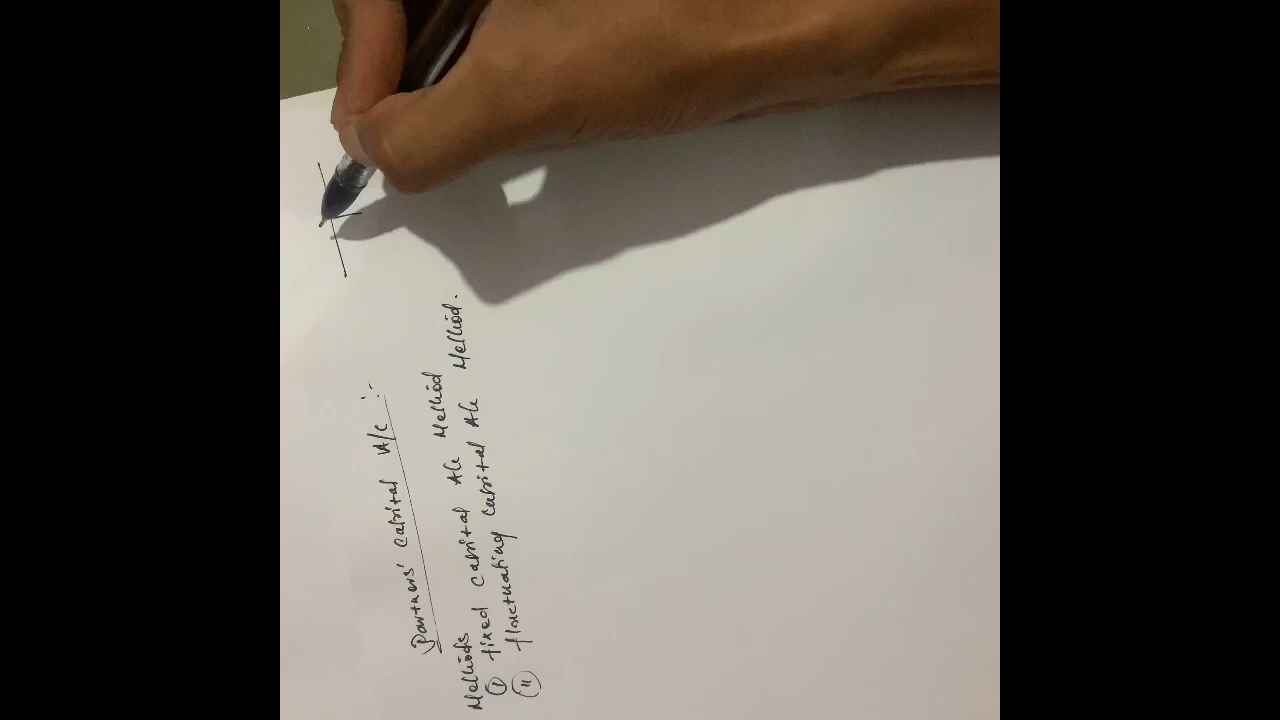 Partners' Capital A/c :-
Methods
(i) fixed capital A/c Method
(ii) fluctuating capital A/c Method.